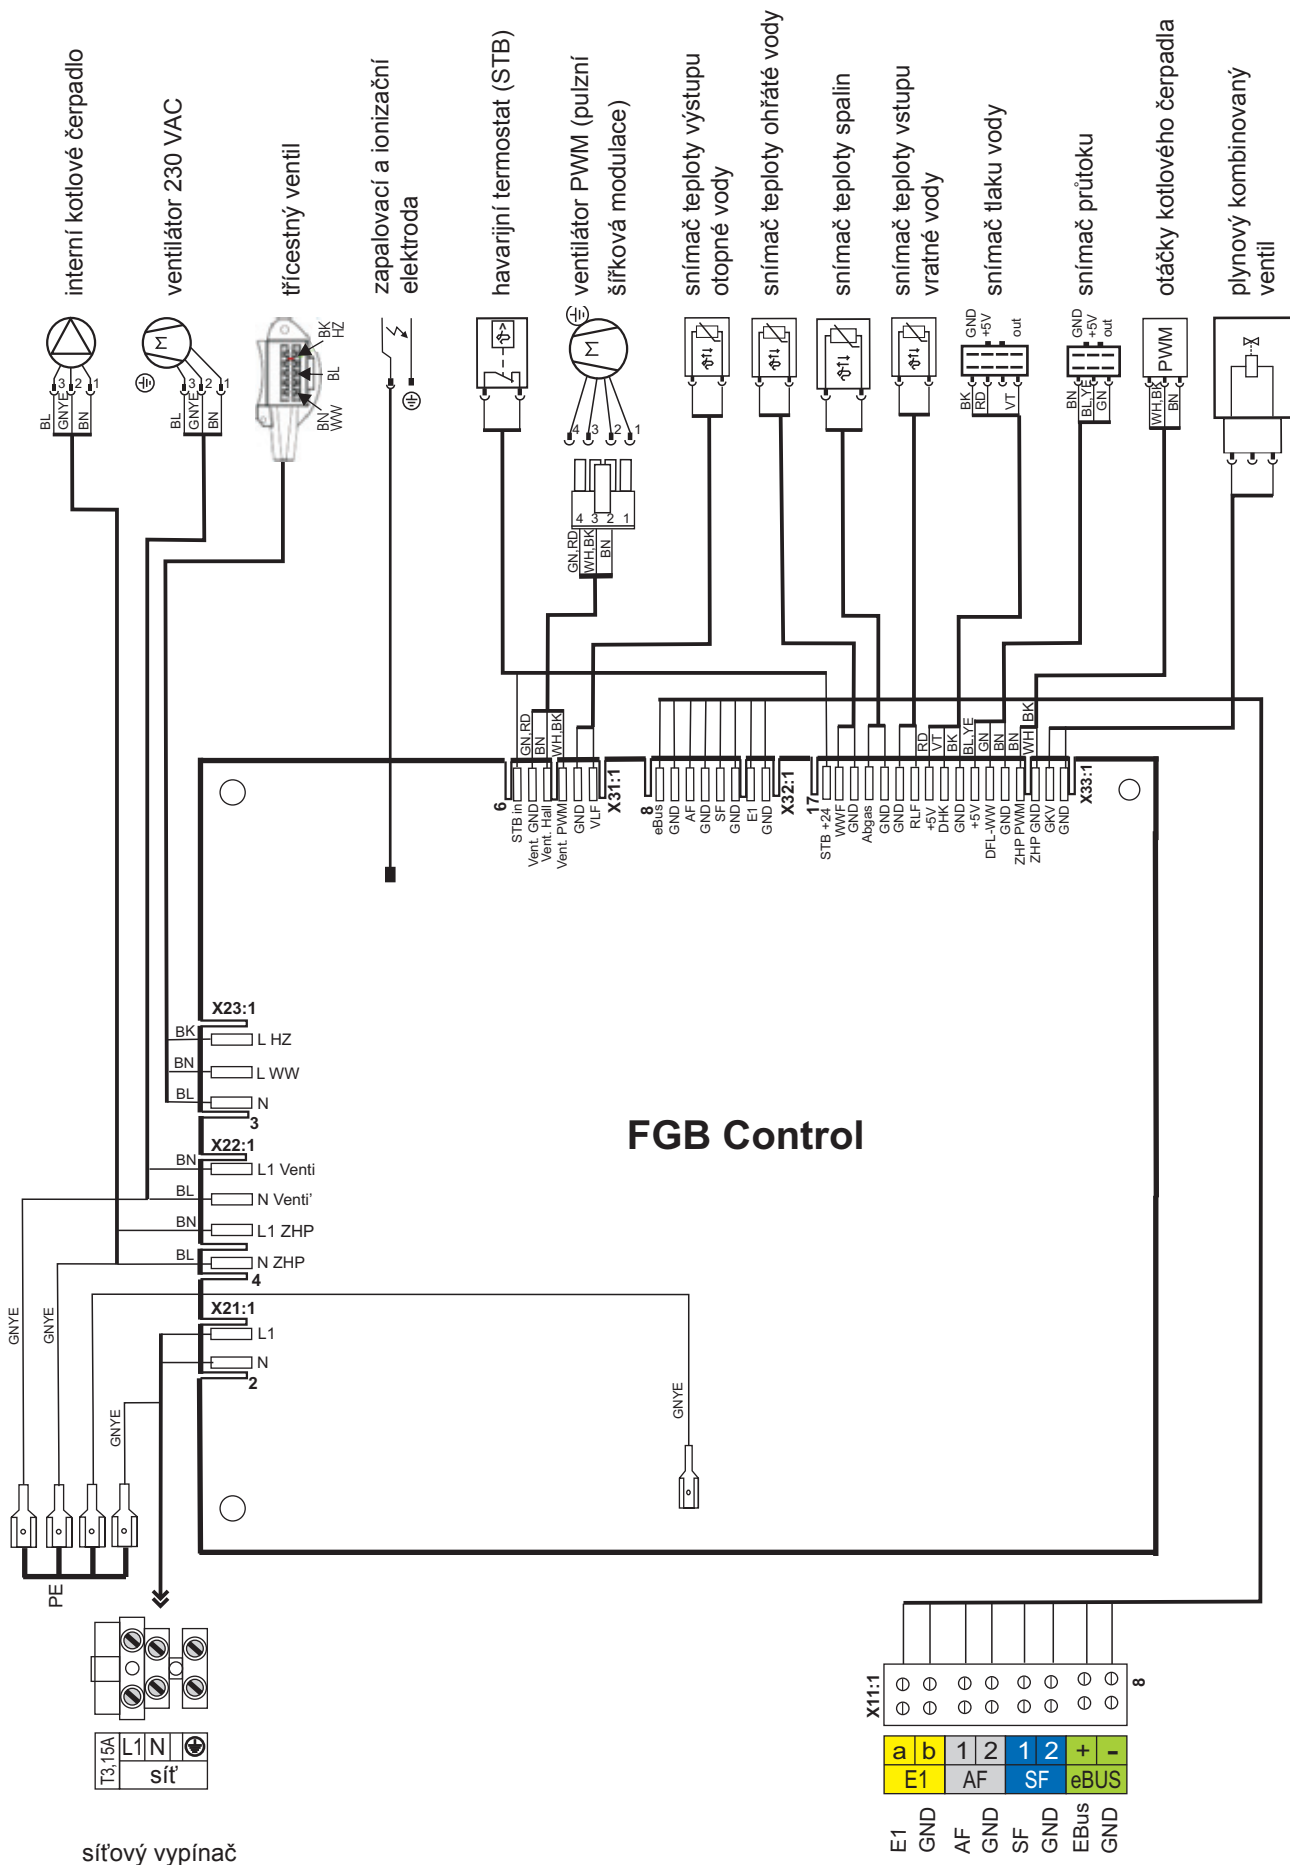 interní kotlové čerpadlo
ventilátor 230 VAC
třícestný ventil
zapalovací a ionizační
elektroda
havarijní termostat (STB)
ventilátor PWM (pulzní
šířková modulace)
snímač teploty výstupu
otopné vody
snímač teploty ohřáté vody
snímač teploty spalin
snímač teploty vstupu
vratné vody
snímač tlaku vody
snímač průtoku
otáčky kotlového čerpadla
plynový kombinovaný
ventil
3 2 1
BL GNYE BN
M
3 2 1
BL GNYE BN
BK
HZ
BL
BN
WW
M
4 3 2 1
4 3 2 1
GN,RD
WH,BK
BN
GND
+5V
out
BK
RD
VT
GND
+5V
out
BN
BL,YE
GN
PWM
WH,BK
BN
GN,RD
BN
WH,BK
RD
VT
BK
BL,YE
GN
BN
BN
WH
BK
6
STB in
Vent. GND
Vent. Hall
Vent. PWM
GND
VLF
X31:1
8
eBus
GND
AF
GND
SF
GND
E1
GND
X32:1
17
STB +24
WWF
GND
Abgas
GND
GND
RLF
+5V
DHK
GND
+5V
DFL-WW
GND
ZHP PWM
ZHP GND
GKV
GND
X33:1
X23:1
BK L HZ
BN L WW
BL N
3
FGB Control
X22:1
BN L1 Venti
BL N Venti'
BN L1 ZHP
BL N ZHP
4
X21:1
L1
N
2
GNYE
GNYE
GNYE
GNYE
PE
T3,15A
L1 N
síť
síťový vypínač
X11:1
8
a b 1 2 1 2 + -
E1 AF SF eBUS
E1
GND
AF
GND
SF
GND
EBus
GND